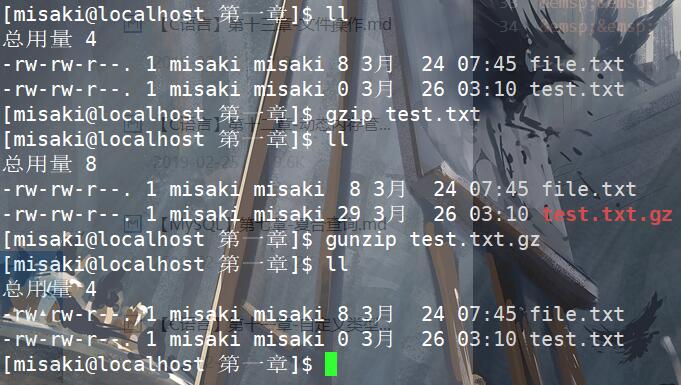 [misaki@localhost 第一章]$ ll
总用量 4
-rw-rw-r--. 1 misaki misaki 8 3月  24 07:45 file.txt
-rw-rw-r--. 1 misaki misaki 0 3月  26 03:10 test.txt
[misaki@localhost 第一章]$ gzip test.txt
[misaki@localhost 第一章]$ ll
总用量 8
-rw-rw-r--. 1 misaki misaki  8 3月  24 07:45 file.txt
-rw-rw-r--. 1 misaki misaki 29 3月  26 03:10 test.txt.gz
[misaki@localhost 第一章]$ gunzip test.txt.gz
[misaki@localhost 第一章]$ ll
总用量 4
-rw-rw-r--. 1 misaki misaki 8 3月  24 07:45 file.txt
-rw-rw-r--. 1 misaki misaki 0 3月  26 03:10 test.txt
[misaki@localhost 第一章]$